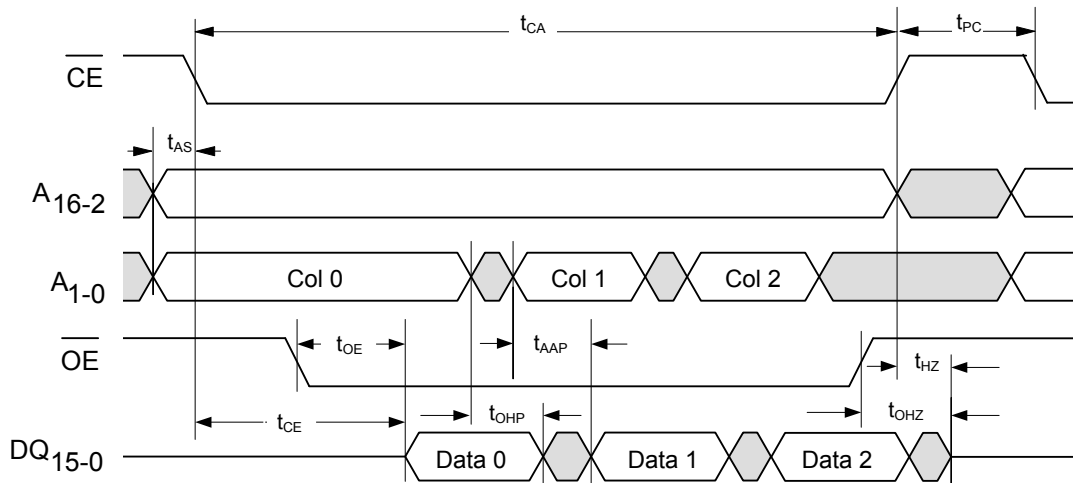 tCA tPC
CE
tAS
A16-2
A1-0 Col 0 Col 1 Col 2
OE tOE tAAP tHZ
tCE tOHP tOHZ
DQ15-0 Data 0 Data 1 Data 2